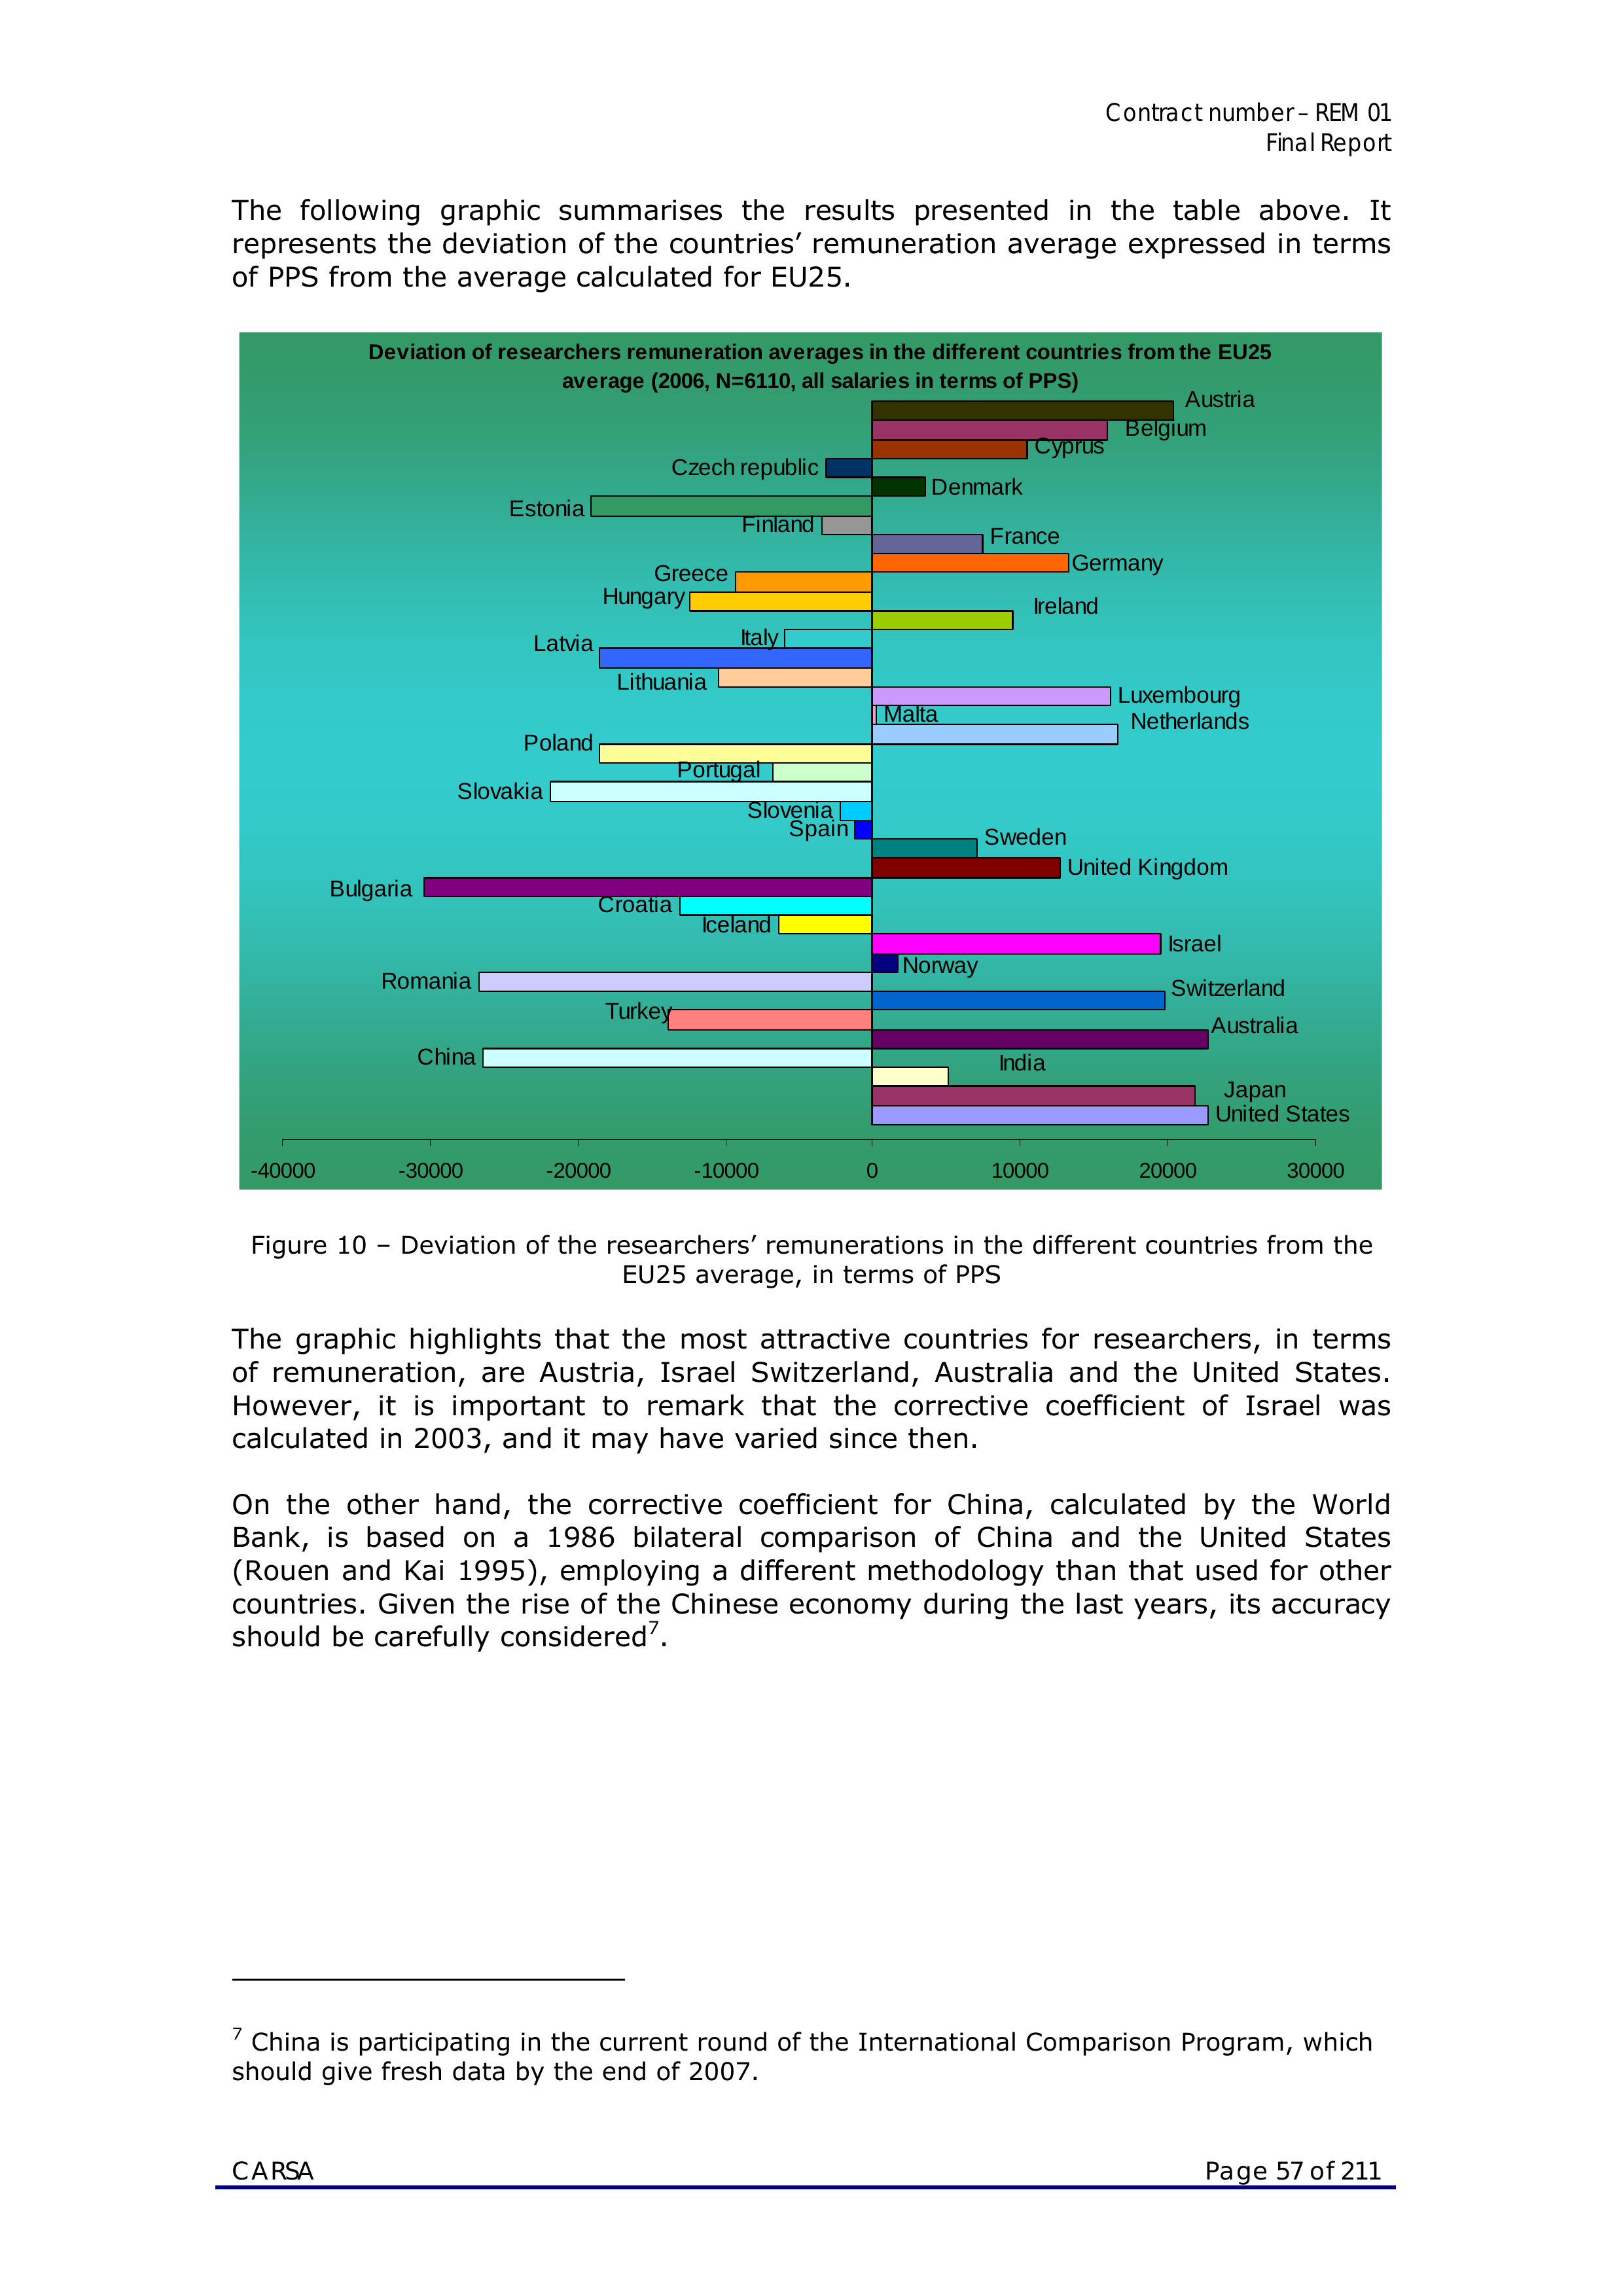 Contract number – REM 01
Final Report
The following graphic summarises the results presented in the table above. It
represents the deviation of the countries’ remuneration average expressed in terms
of PPS from the average calculated for EU25.
Deviation of researchers remuneration averages in the different countries from the EU25
average (2006, N=6110, all salaries in terms of PPS)
Austria
Belgium
Cyprus
Czech republic
Denmark
Estonia
Finland
France
Germany
Greece
Hungary
Ireland
Italy
Latvia
Lithuania
Luxembourg
Malta
Netherlands
Poland
Portugal
Slovakia
Slovenia
Spain
Sweden
United Kingdom
Bulgaria
Croatia
Iceland
Israel
Norway
Romania
Switzerland
Turkey
Australia
China
India
Japan
United States
-40000 -30000 -20000 -10000 0 10000 20000 30000
Figure 10 – Deviation of the researchers’ remunerations in the different countries from the
EU25 average, in terms of PPS
The graphic highlights that the most attractive countries for researchers, in terms
of remuneration, are Austria, Israel Switzerland, Australia and the United States.
However, it is important to remark that the corrective coefficient of Israel was
calculated in 2003, and it may have varied since then.
On the other hand, the corrective coefficient for China, calculated by the World
Bank, is based on a 1986 bilateral comparison of China and the United States
(Rouen and Kai 1995), employing a different methodology than that used for other
countries. Given the rise of the Chinese economy during the last years, its accuracy
should be carefully considered7.
7 China is participating in the current round of the International Comparison Program, which
should give fresh data by the end of 2007.
CARSA Page 57 of 211